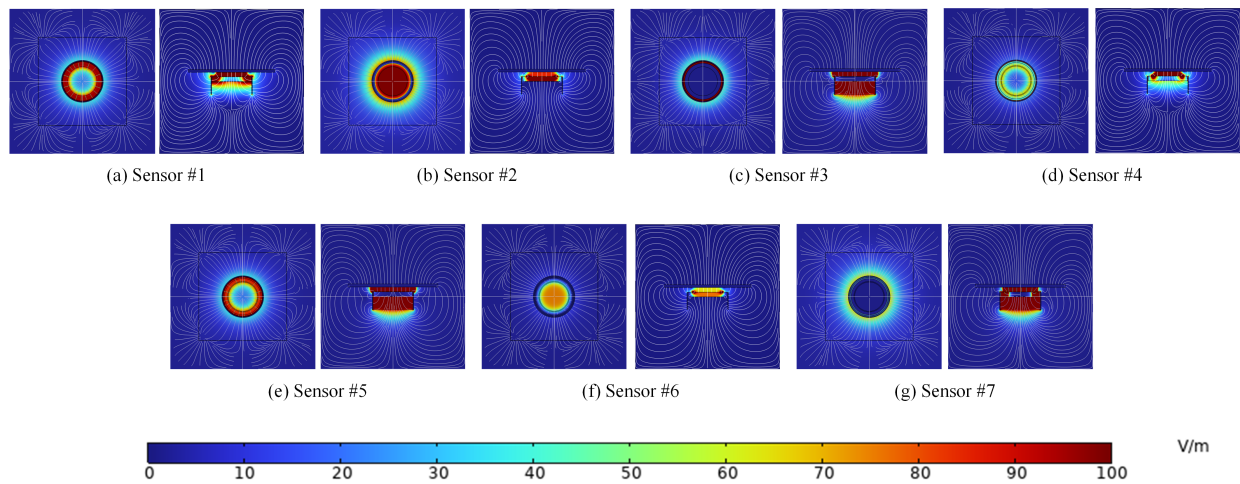 (a) Sensor #1 (b) Sensor #2 (c) Sensor #3 (d) Sensor #4
(e) Sensor #5 (f) Sensor #6 (g) Sensor #7
V/m
0 10 20 30 40 50 60 70 80 90 100